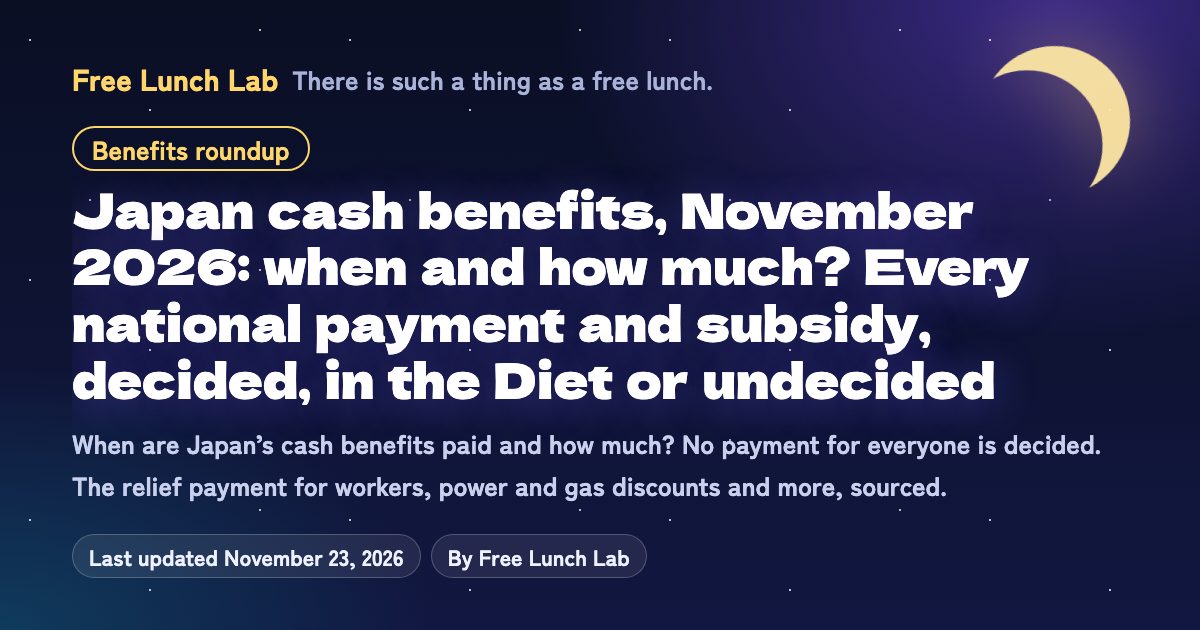 Free Lunch Lab There is such a thing as a free lunch.
Benefits roundup
Japan cash benefits, November
2026: when and how much? Every
national payment and subsidy,
decided, in the Diet or undecided
When are Japan’s cash benefits paid and how much? No payment for everyone is decided.
The relief payment for workers, power and gas discounts and more, sourced.
Last updated November 23, 2026 By Free Lunch Lab